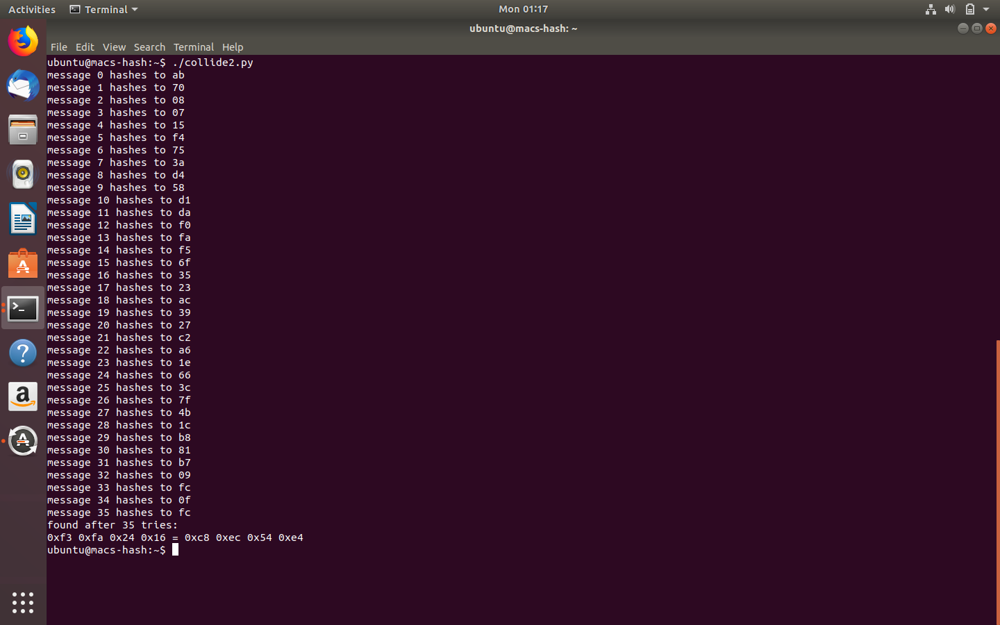 Activities Terminal Mon 01:17
ubuntu@macs-hash: ~
File Edit View Search Terminal Help
ubuntu@macs-hash:~$ ./collide2.py
message 0 hashes to ab
message 1 hashes to 70
message 2 hashes to 08
message 3 hashes to 07
message 4 hashes to 15
message 5 hashes to f4
message 6 hashes to 75
message 7 hashes to 3a
message 8 hashes to d4
message 9 hashes to 58
message 10 hashes to d1
message 11 hashes to da
message 12 hashes to f0
message 13 hashes to fa
message 14 hashes to f5
message 15 hashes to 6f
message 16 hashes to 35
message 17 hashes to 23
message 18 hashes to ac
message 19 hashes to 39
message 20 hashes to 27
message 21 hashes to c2
message 22 hashes to a6
message 23 hashes to 1e
message 24 hashes to 66
message 25 hashes to 3c
message 26 hashes to 7f
message 27 hashes to 4b
message 28 hashes to 1c
message 29 hashes to b8
message 30 hashes to 81
message 31 hashes to b7
message 32 hashes to 09
message 33 hashes to fc
message 34 hashes to 0f
message 35 hashes to fc
found after 35 tries:
0xf3 0xfa 0x24 0x16 = 0xc8 0xec 0x54 0xe4
ubuntu@macs-hash:~$